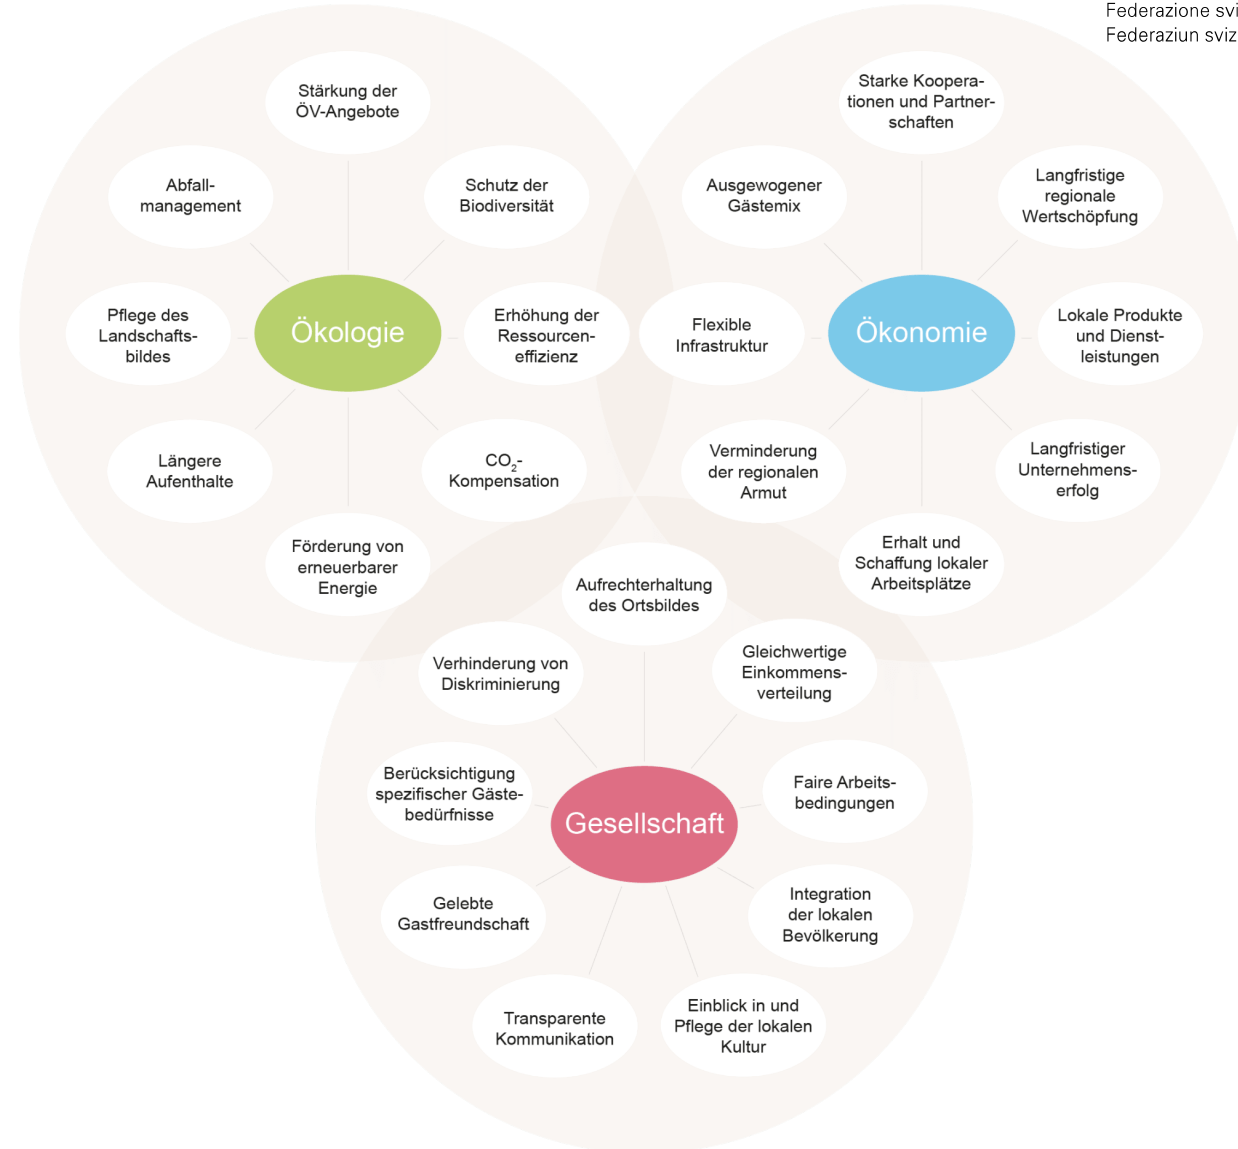 Federazione svi
Federaziun sviz
Stärkung der
ÖV-Angebote
Abfall-
management
Schutz der
Biodiversität
Pflege des
Landschafts-
bildes
Ökologie
Erhöhung der
Ressourcen-
effizienz
Längere
Aufenthalte
CO₂-
Kompensation
Förderung von
erneuerbarer
Energie
Starke Koopera-
tionen und Partner-
schaften
Ausgewogener
Gästemix
Langfristige
regionale
Wertschöpfung
Flexible
Infrastruktur
Ökonomie
Lokale Produkte
und Dienst-
leistungen
Verminderung
der regionalen
Armut
Langfristiger
Unternehmens-
erfolg
Erhalt und
Schaffung lokaler
Arbeitsplätze
Aufrechterhaltung
des Ortsbildes
Verhinderung von
Diskriminierung
Gleichwertige
Einkommens-
verteilung
Berücksichtigung
spezifischer Gäste-
bedürfnisse
Gesellschaft
Faire Arbeits-
bedingungen
Gelebte
Gastfreundschaft
Integration
der lokalen
Bevölkerung
Transparente
Kommunikation
Einblick in und
Pflege der lokalen
Kultur